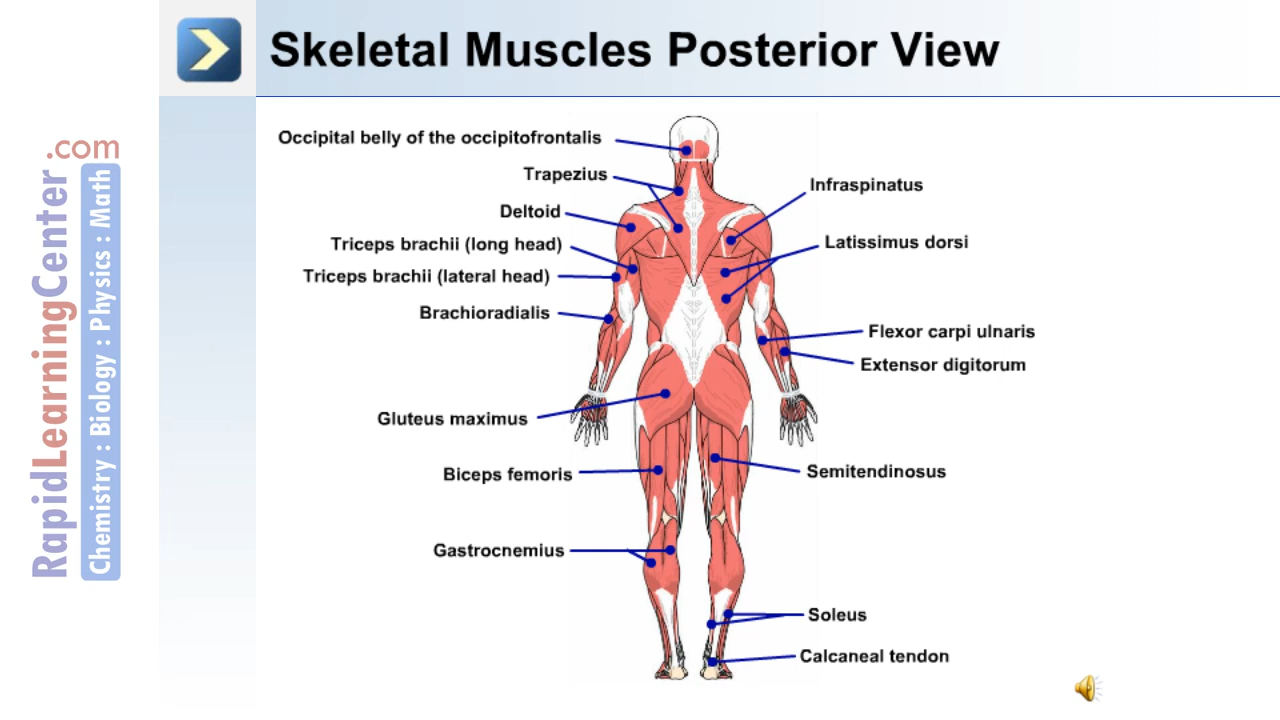 Skeletal Muscles Posterior View
RapidLearningCenter.com
Chemistry : Biology : Physics : Math
Occipital belly of the occipitofrontalis
Trapezius
Deltoid
Triceps brachii (long head)
Triceps brachii (lateral head)
Brachioradialis
Gluteus maximus
Biceps femoris
Gastrocnemius
Infraspinatus
Latissimus dorsi
Flexor carpi ulnaris
Extensor digitorum
Semitendinosus
Soleus
Calcaneal tendon